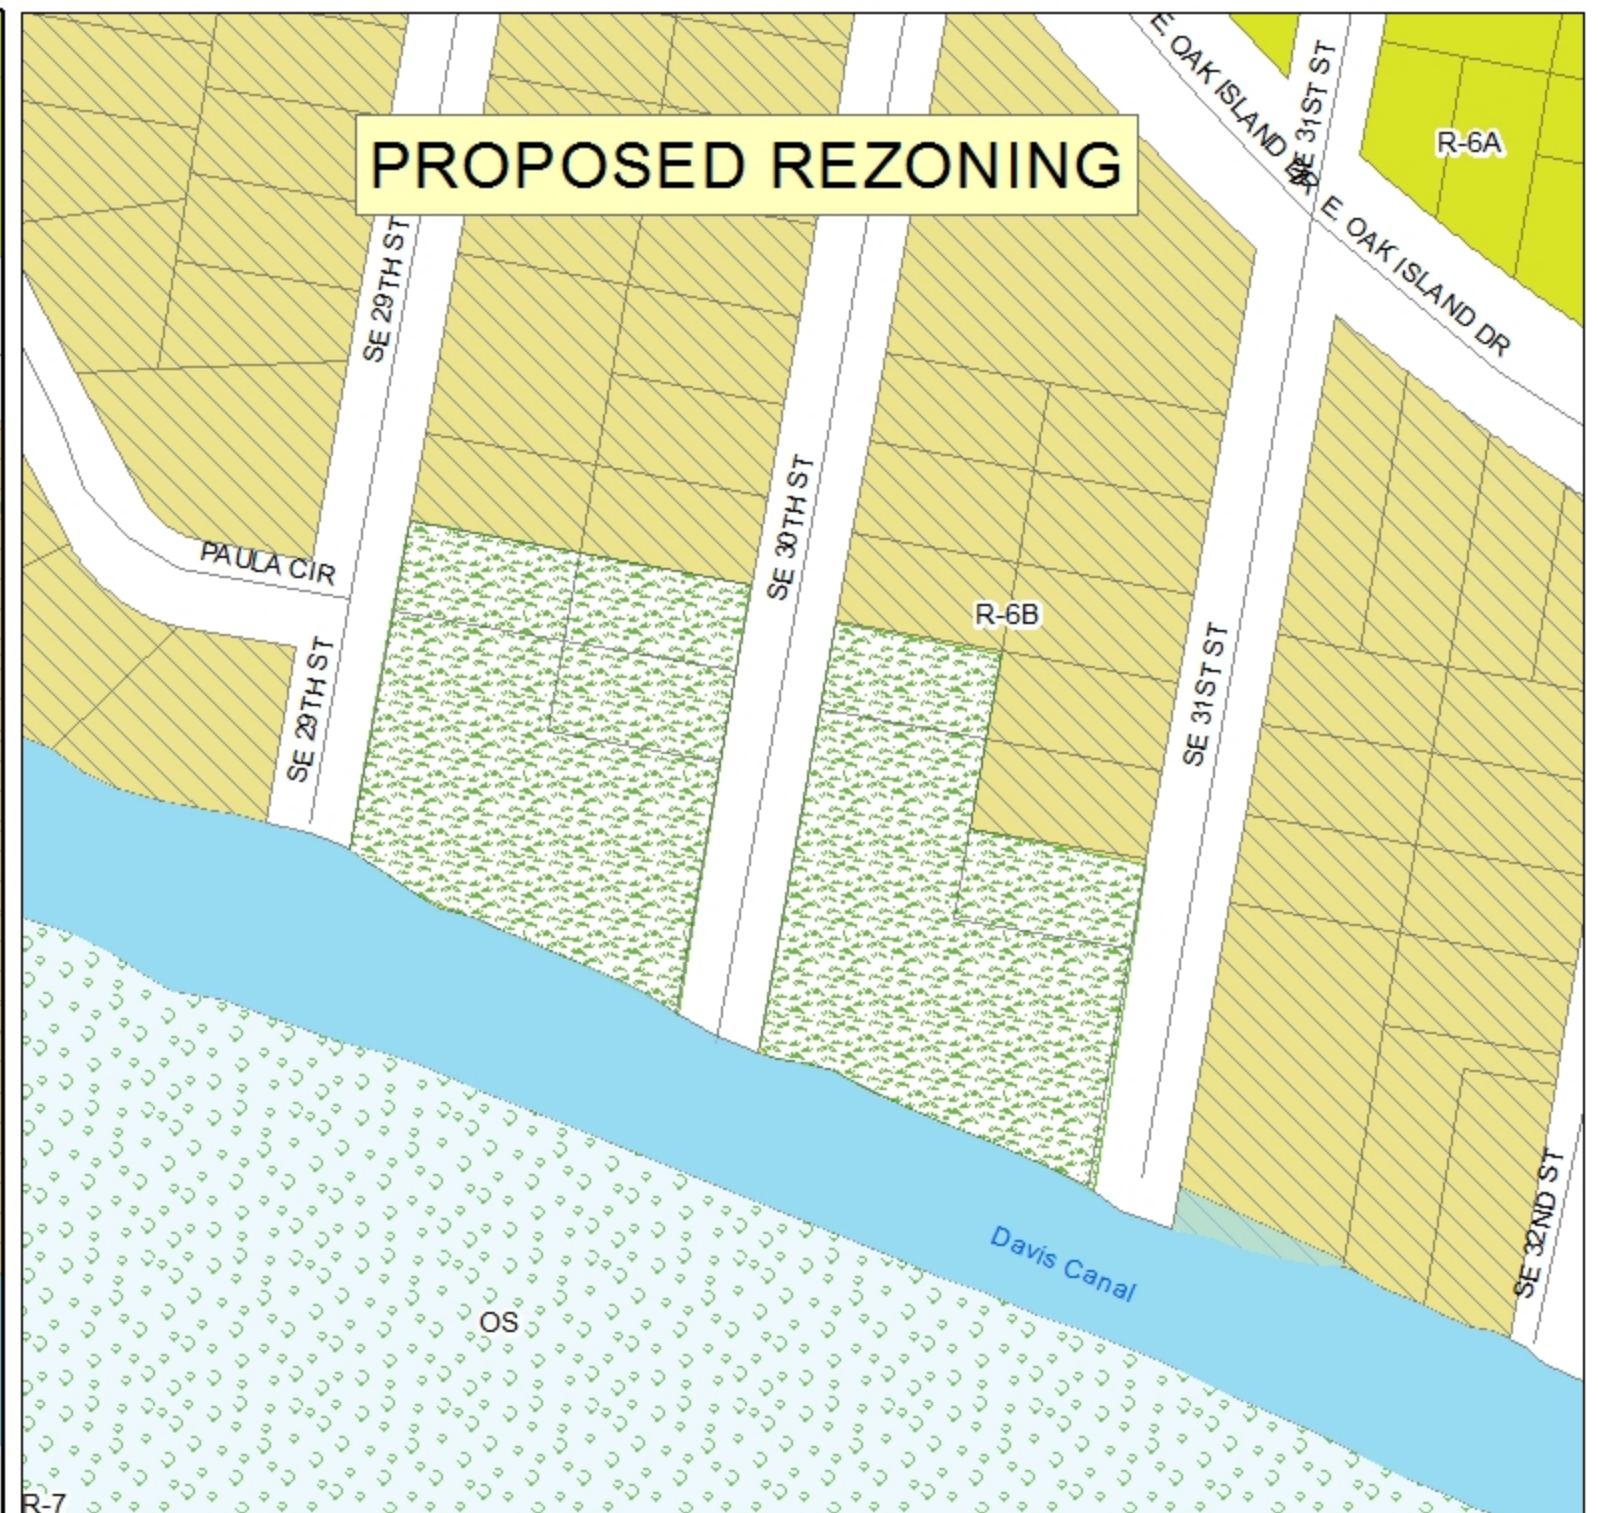 E. OAK ISLAND DR
SE 31ST ST
R-6A
PROPOSED REZONING
E. OAK ISLAND DR
SE 29TH ST
SE 30TH ST
PAULA CIR
R-6B
SE 31ST ST
SE 29TH ST
SE 32ND ST
Davis Canal
OS
R-7